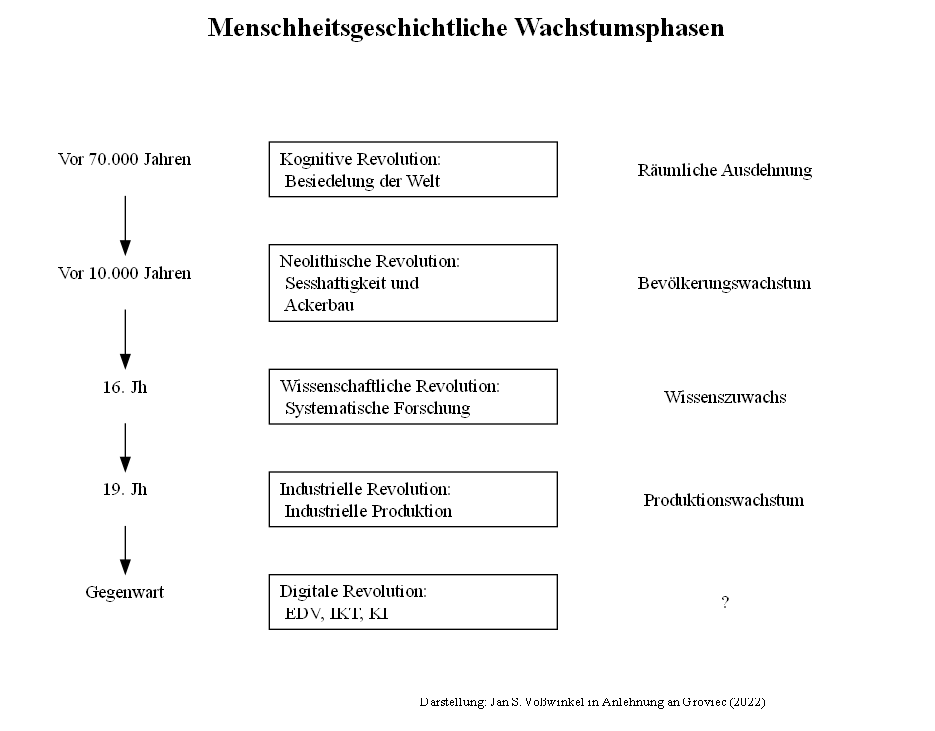 Menschheitsgeschichtliche Wachstumsphasen
Vor 70.000 Jahren
Kognitive Revolution:
Besiedelung der Welt
Räumliche Ausdehnung
Vor 10.000 Jahren
Neolithische Revolution:
Sesshaftigkeit und
Ackerbau
Bevölkerungswachstum
16. Jh
Wissenschaftliche Revolution:
Systematische Forschung
Wissenszuwachs
19. Jh
Industrielle Revolution:
Industrielle Produktion
Produktionswachstum
Gegenwart
Digitale Revolution:
EDV, IKT, KI
?
Darstellung: Jan S. Voßwinkel in Anlehnung an Groviec (2022)